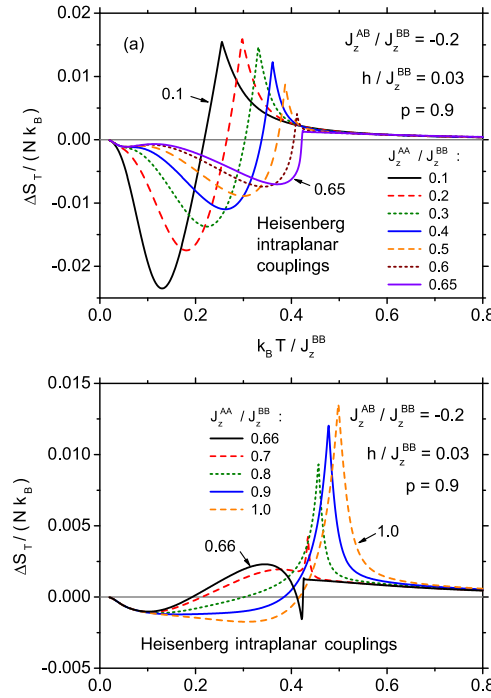 (a)
J_z^AB / J_z^BB = -0.2
h / J_z^BB = 0.03
p = 0.9
0.1
J_z^AA / J_z^BB :
0.1
0.2
0.3
0.4
0.5
0.6
0.65
0.65
Heisenberg
intraplanar
couplings
ΔS_T / (N k_B)
0.02
0.01
0.00
-0.01
-0.02
0.0
0.2
0.4
0.6
0.8
k_B T / J_z^BB
J_z^AA / J_z^BB :
0.66
0.7
0.8
0.9
1.0
J_z^AB / J_z^BB = -0.2
h / J_z^BB = 0.03
p = 0.9
0.66
1.0
Heisenberg intraplanar couplings
ΔS_T / (N k_B)
0.015
0.010
0.005
0.000
-0.005
0.0
0.2
0.4
0.6
0.8